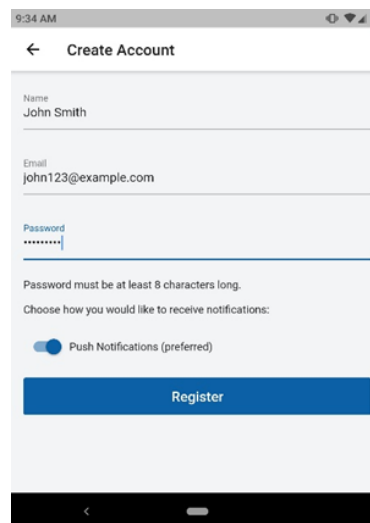 9:34 AM
Create Account
Name
John Smith
Email
john123@example.com
Password
•••••••••
Password must be at least 8 characters long.
Choose how you would like to receive notifications:
Push Notifications (preferred)
Register